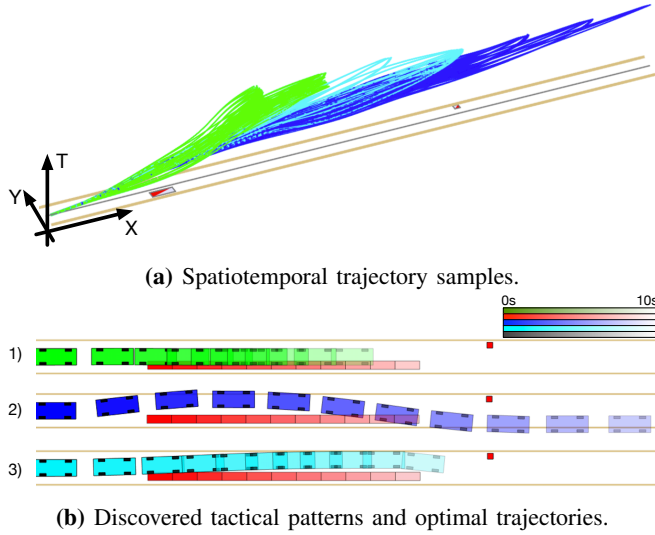 T
Y
X
(a) Spatiotemporal trajectory samples.
0s 10s
1)
2)
3)
(b) Discovered tactical patterns and optimal trajectories.